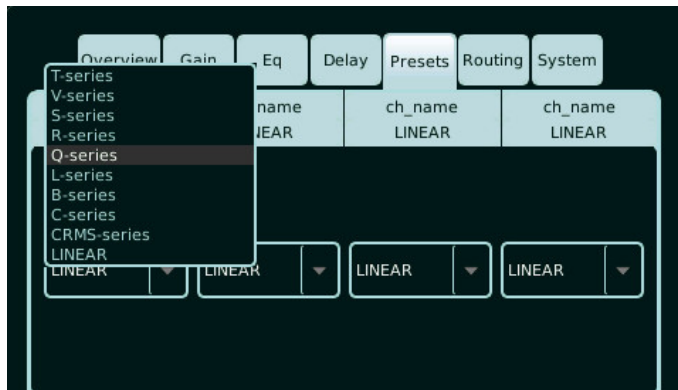 Overview Gain Eq Delay Presets Routing System
T-series
V-series
S-series
R-series
Q-series
L-series
B-series
C-series
CRMS-series
LINEAR
name ch_name ch_name
NEAR LINEAR LINEAR
LINEAR LINEAR LINEAR LINEAR